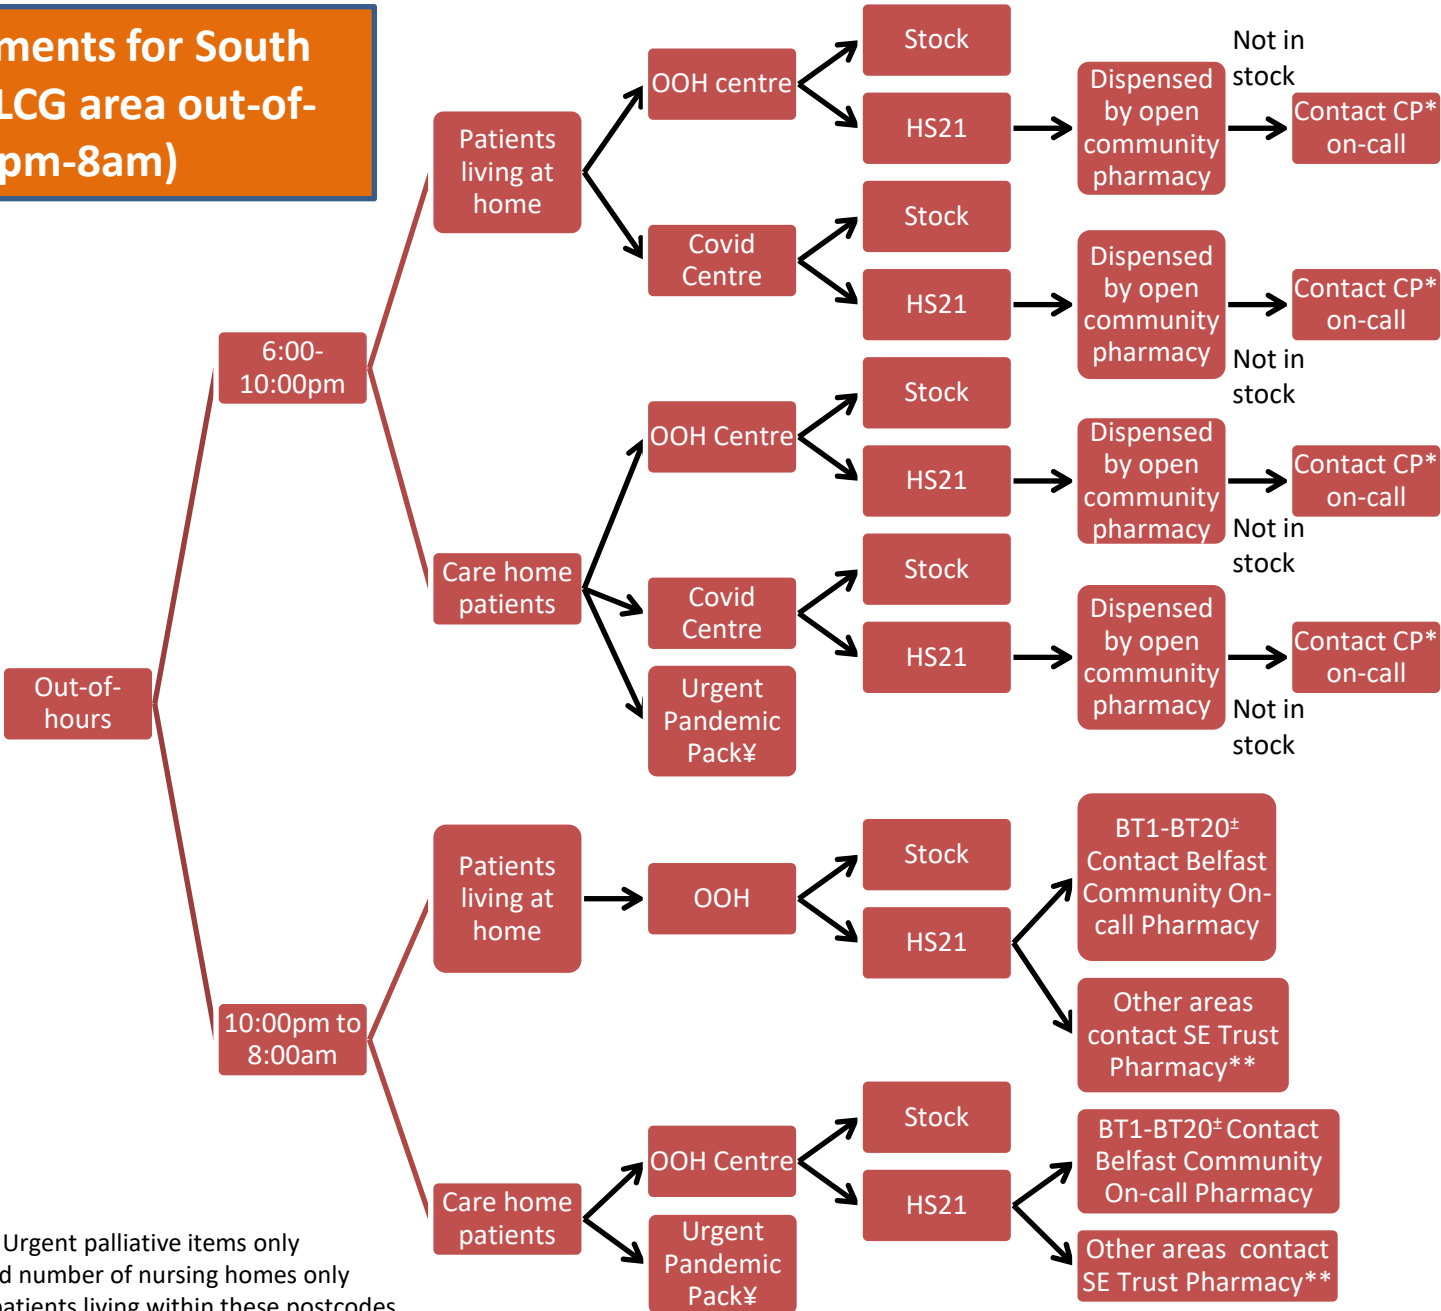 ments for South
LCG area out-of-
pm-8am)
Out-of-
hours
6:00-
10:00pm
Patients
living at
home
OOH centre
Stock
HS21
Dispensed
by open
community
pharmacy
Not in
stock
Contact CP*
on-call
Covid
Centre
Stock
HS21
Dispensed
by open
community
pharmacy
Not in
stock
Contact CP*
on-call
Care home
patients
OOH Centre
Stock
HS21
Dispensed
by open
community
pharmacy
Not in
stock
Contact CP*
on-call
Covid
Centre
Stock
HS21
Dispensed
by open
community
pharmacy
Not in
stock
Contact CP*
on-call
Urgent
Pandemic
Pack¥
10:00pm to
8:00am
Patients
living at
home
OOH
Stock
HS21
BT1-BT20±
Contact Belfast
Community On-
call Pharmacy
Other areas
contact SE Trust
Pharmacy**
Care home
patients
OOH Centre
Stock
HS21
BT1-BT20± Contact
Belfast Community
On-call Pharmacy
Other areas contact
SE Trust Pharmacy**
Urgent
Pandemic
Pack¥
Urgent palliative items only
d number of nursing homes only
patients living within these postcodes